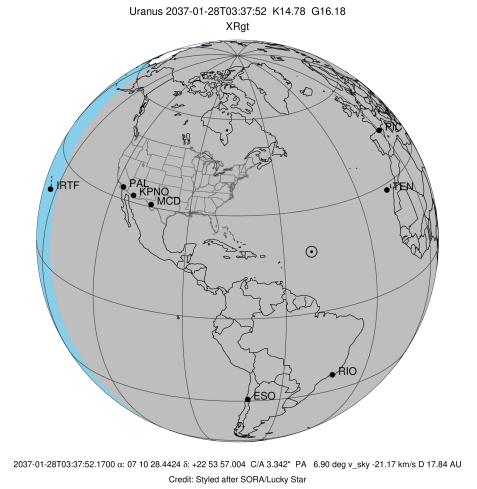 Uranus 2037-01-28T03:37:52 K14.78 G16.18
XRgt
PIC
IRTF
PAL
TEN
KPNO
MCD
RIO
ESO
2037-01-28T03:37:52.1700 α: 07 10 28.4424 δ: +22 53 57.004 C/A 3.342" PA 6.90 deg v_sky -21.17 km/s D 17.84 AU
Credit: Styled after SORA/Lucky Star